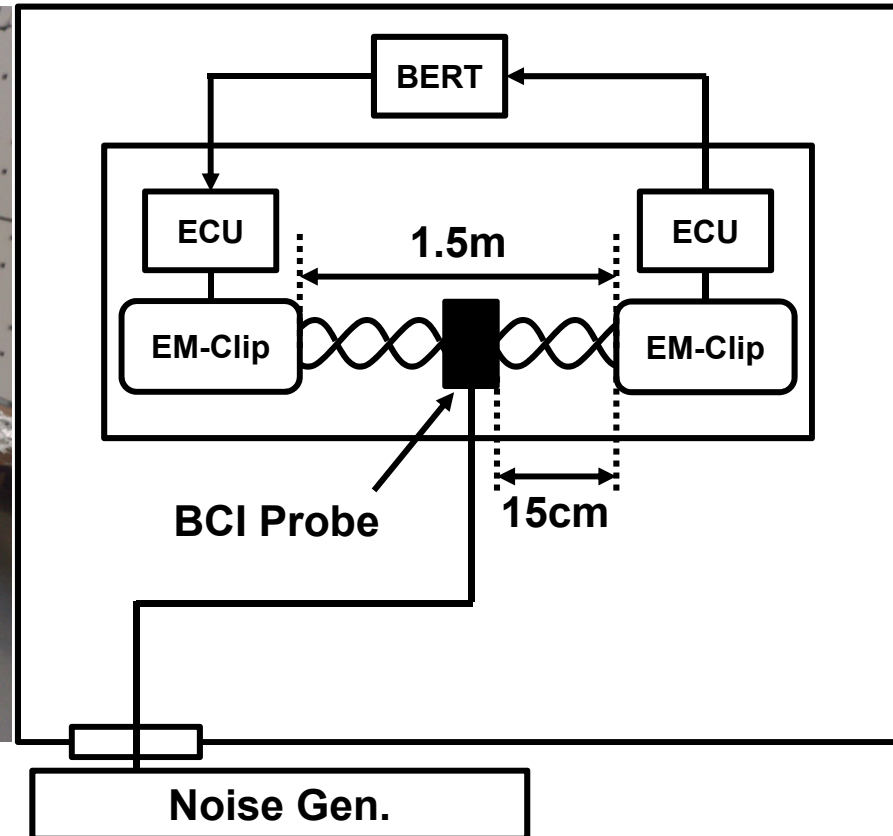 BERT
ECU
ECU
1.5m
EM-Clip
EM-Clip
BCI Probe
15cm
Noise Gen.